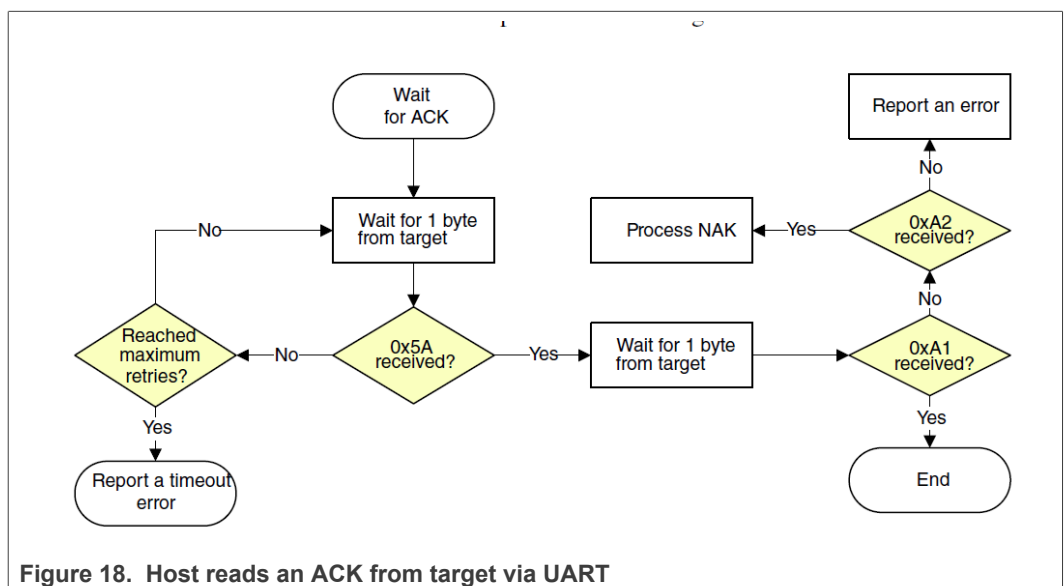 Wait
for ACK
Report an error
No
No
Wait for 1 byte
from target
Process NAK
Yes
0xA2
received?
No
Reached
maximum
retries?
No
0x5A
received?
Yes
Wait for 1 byte
from target
0xA1
received?
Yes
Yes
Report a timeout
error
End
Figure 18. Host reads an ACK from target via UART